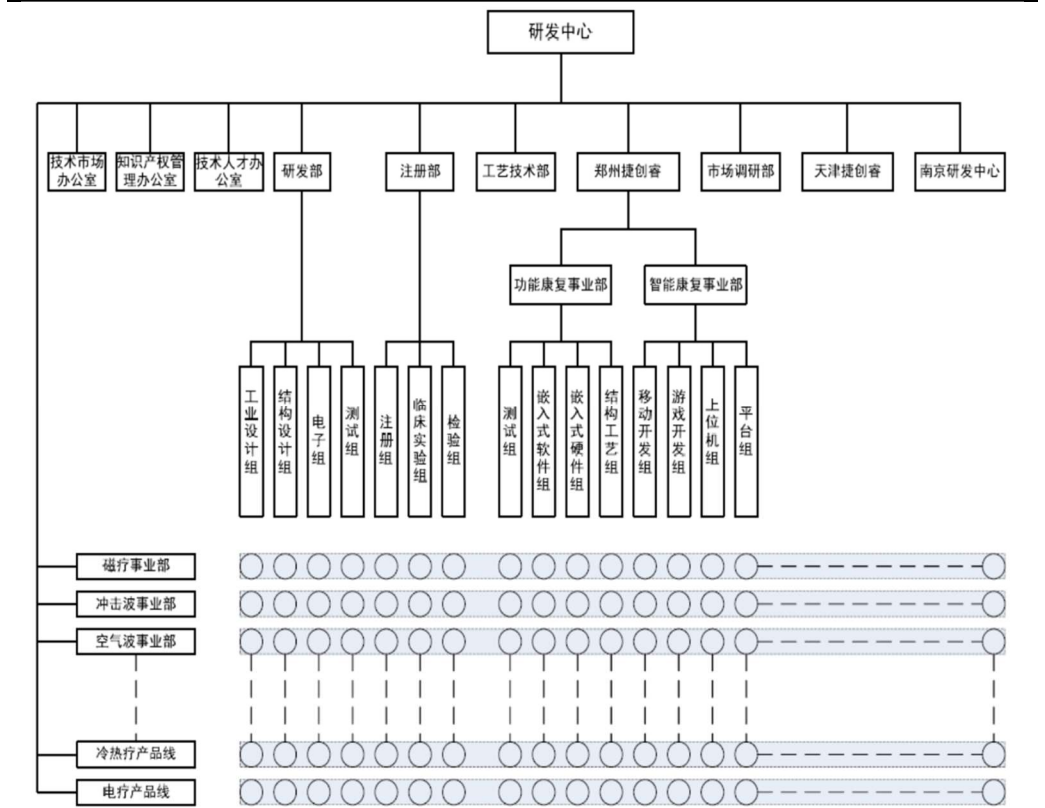 研发中心
技术市场
办公室
知识产权管
理办公室
技术人才办
公室
研发部
注册部
工艺技术部
郑州捷创睿
市场调研部
天津捷创睿
南京研发中心
功能康复事业部
智能康复事业部
工业设计组
结构设计组
电子组
测试组
注册组
临床实验组
检验组
测试组
嵌入式软件组
嵌入式硬件组
结构工艺组
移动开发组
游戏开发组
上位机组
平台组
磁疗事业部
冲击波事业部
空气波事业部
冷热疗产品线
电疗产品线